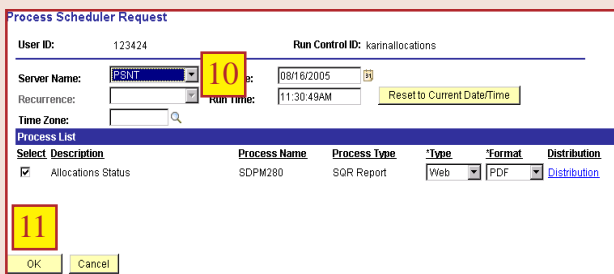 Process Scheduler Request
User ID: 123424 Run Control ID: karinallocations
Server Name: PSNT 10 e: 08/16/2005 31
Recurrence: Run Time: 11:30:49AM Reset to Current Date/Time
Time Zone:
Process List
Select Description Process Name Process Type *Type *Format Distribution
Allocations Status SDPM280 SQR Report Web PDF Distribution
11
OK Cancel